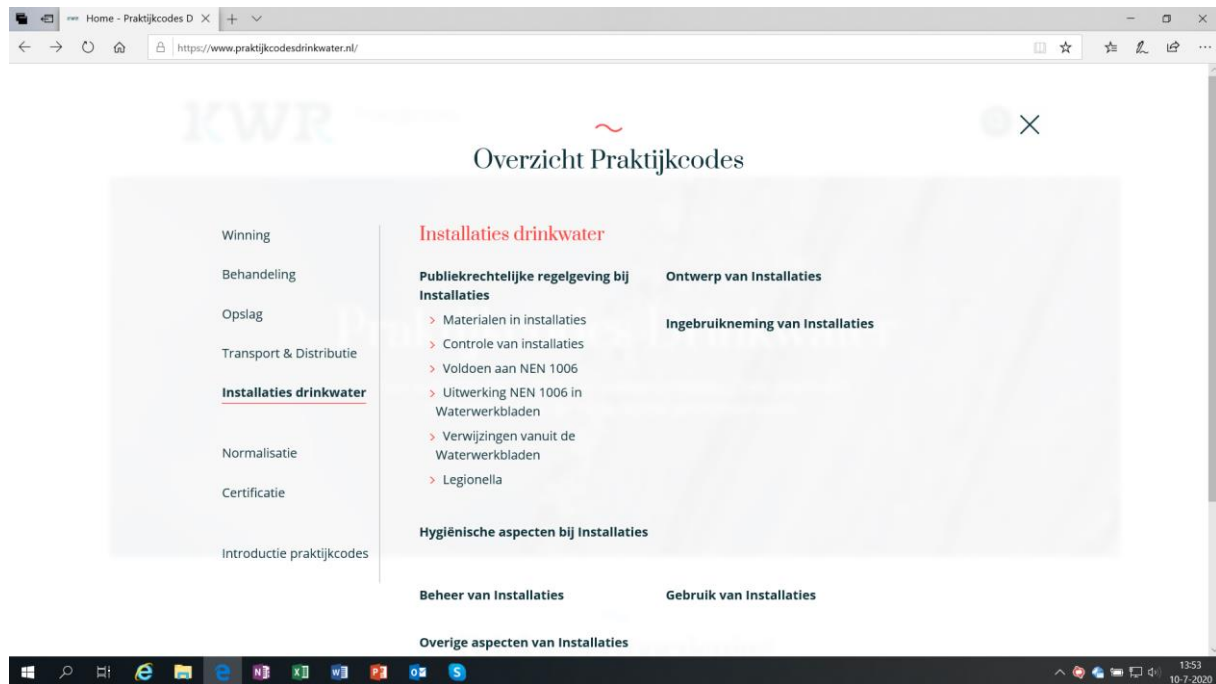 Home - Praktijkcodes D
https://www.praktijkcodesdrinkwater.nl/
KWR
Overzicht Praktijkcodes
Winning
Behandeling
Opslag
Transport & Distributie
Installaties drinkwater
Normalisatie
Certificatie
Introductie praktijkcodes
Installaties drinkwater
Publiekrechtelijke regelgeving bij
Installaties
> Materialen in installaties
> Controle van installaties
> Voldoen aan NEN 1006
> Uitwerking NEN 1006 in
Waterwerkbladen
> Verwijzingen vanuit de
Waterwerkbladen
> Legionella
Ontwerp van Installaties
Ingebruikneming van Installaties
Hygiënische aspecten bij Installaties
Beheer van Installaties
Gebruik van Installaties
Overige aspecten van Installaties
Praktijkcodes Drinkwater
13:53
10-7-2020